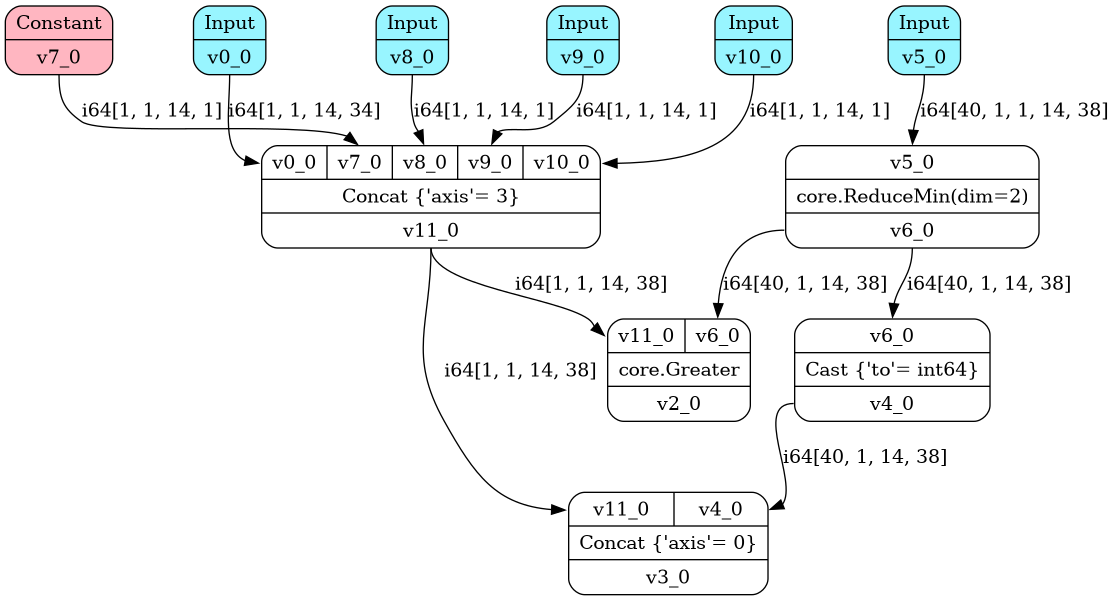 Constant
v7_0
Input
v0_0
Input
v8_0
Input
v9_0
Input
v10_0
Input
v5_0
i64[1, 1, 14, 1]
i64[1, 1, 14, 34]
i64[1, 1, 14, 1]
i64[1, 1, 14, 1]
i64[1, 1, 14, 1]
i64[40, 1, 1, 14, 38]
v0_0 v7_0 v8_0 v9_0 v10_0
Concat {'axis'= 3}
v11_0
v5_0
core.ReduceMin(dim=2)
v6_0
i64[1, 1, 14, 38]
i64[40, 1, 14, 38]
i64[40, 1, 14, 38]
i64[1, 1, 14, 38]
v11_0 v6_0
core.Greater
v2_0
v6_0
Cast {'to'= int64}
v4_0
i64[40, 1, 14, 38]
v11_0 v4_0
Concat {'axis'= 0}
v3_0